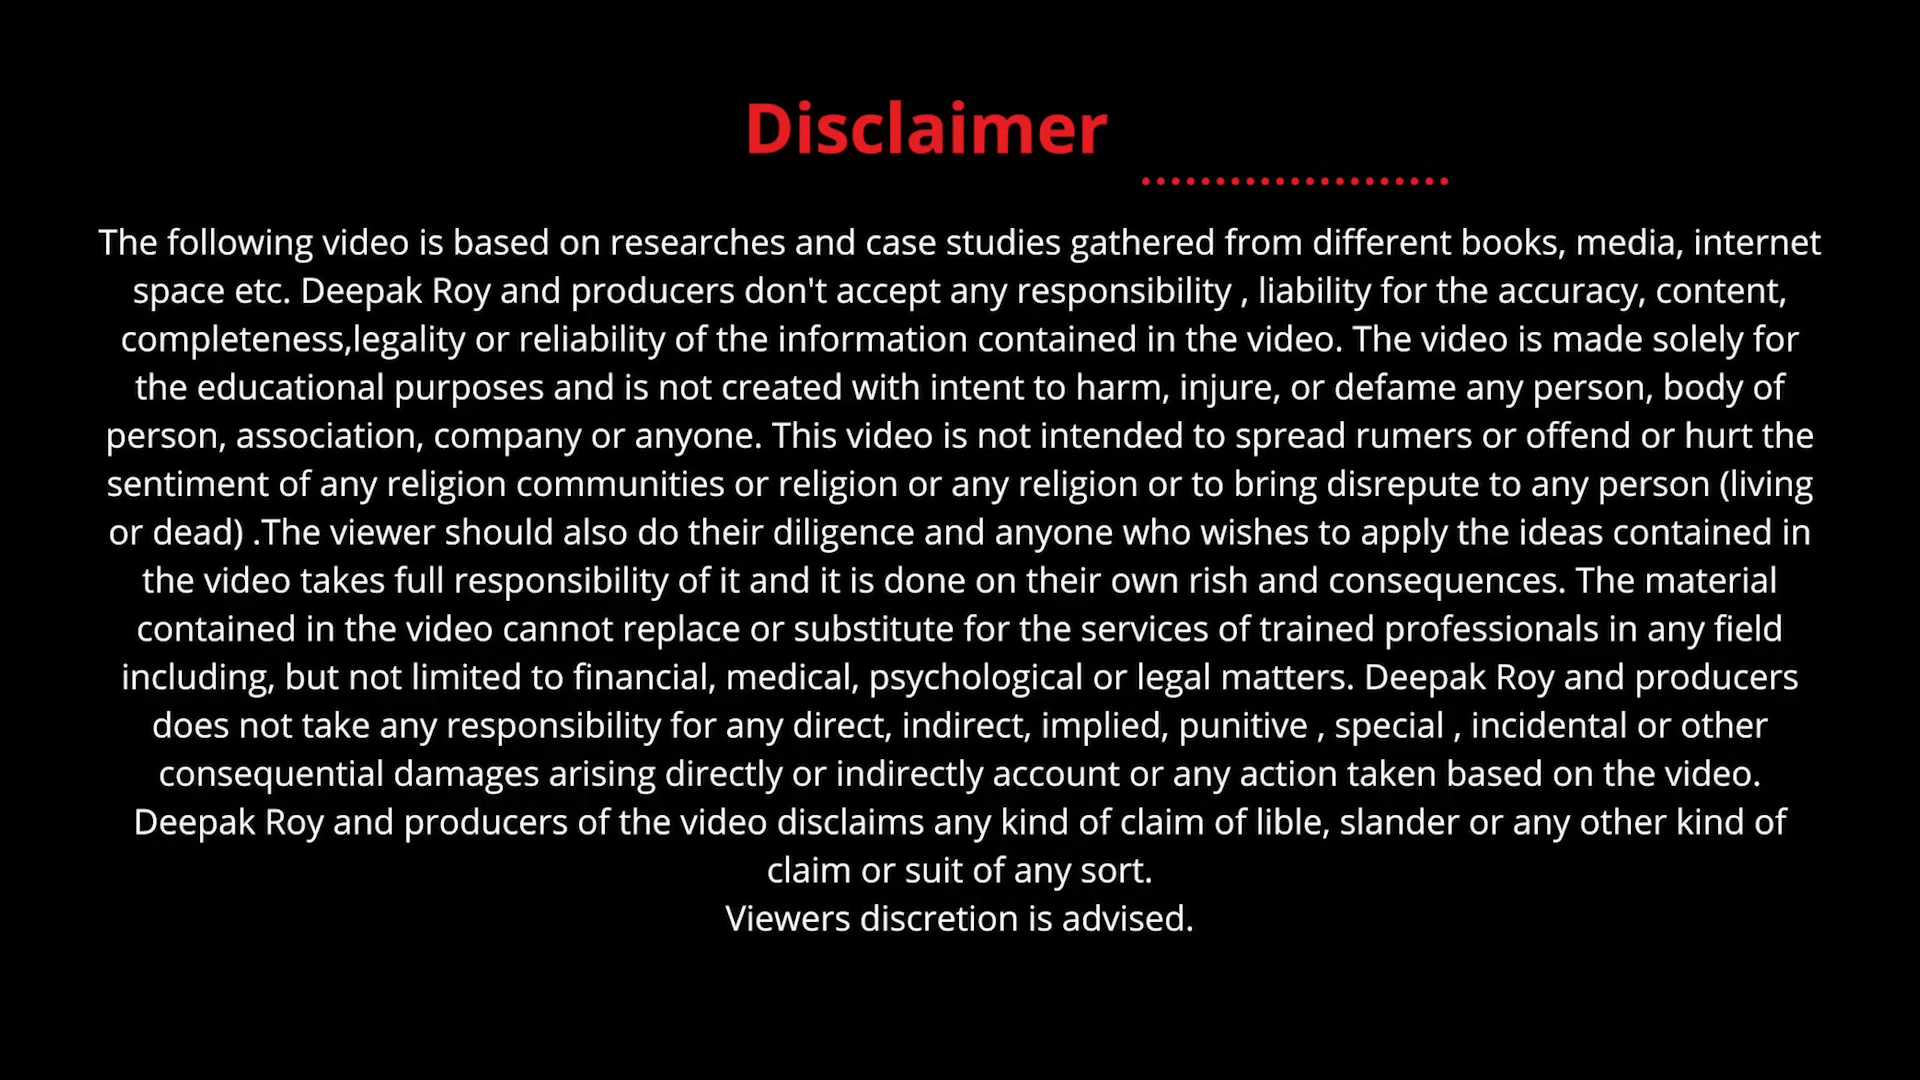 Disclaimer
The following video is based on researches and case studies gathered from different books, media, internet
space etc. Deepak Roy and producers don't accept any responsibility , liability for the accuracy, content,
completeness,legality or reliability of the information contained in the video. The video is made solely for
the educational purposes and is not created with intent to harm, injure, or defame any person, body of
person, association, company or anyone. This video is not intended to spread rumers or offend or hurt the
sentiment of any religion communities or religion or any religion or to bring disrepute to any person (living
or dead) .The viewer should also do their diligence and anyone who wishes to apply the ideas contained in
the video takes full responsibility of it and it is done on their own rish and consequences. The material
contained in the video cannot replace or substitute for the services of trained professionals in any field
including, but not limited to financial, medical, psychological or legal matters. Deepak Roy and producers
does not take any responsibility for any direct, indirect, implied, punitive , special , incidental or other
consequential damages arising directly or indirectly account or any action taken based on the video.
Deepak Roy and producers of the video disclaims any kind of claim of lible, slander or any other kind of
claim or suit of any sort.
Viewers discretion is advised.